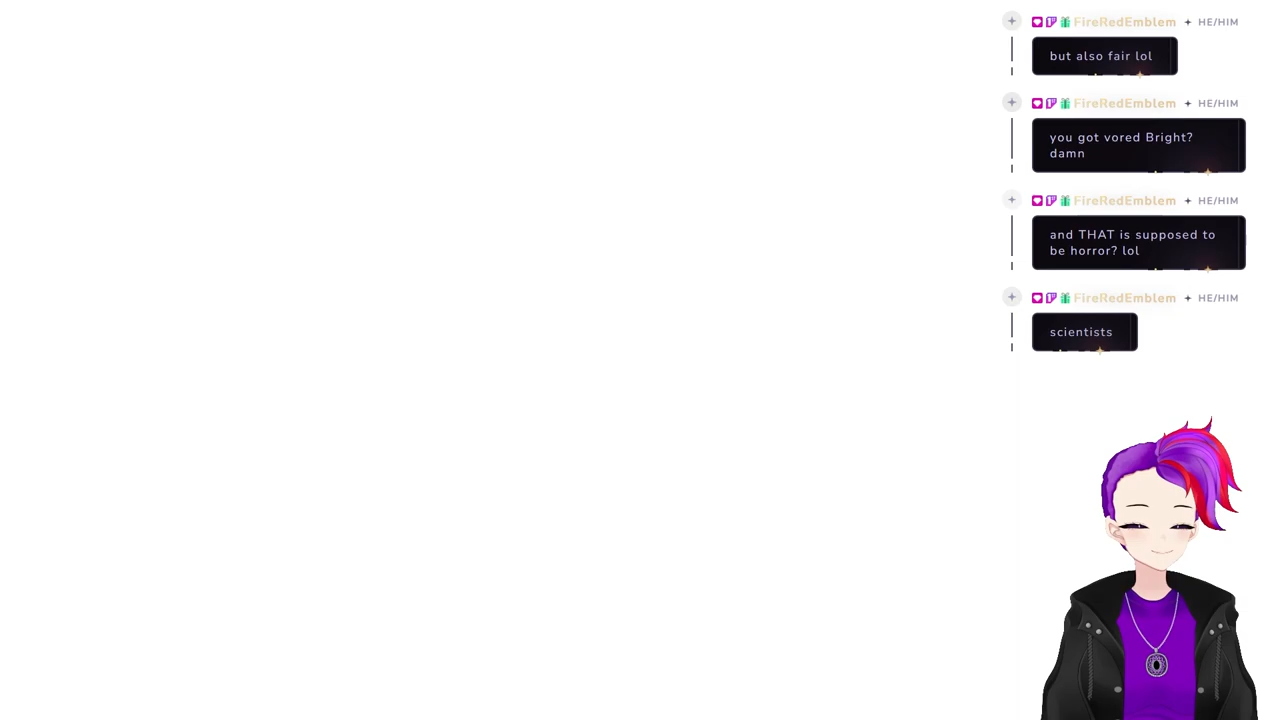 FireRedEmblem HE/HIM
but also fair lol
FireRedEmblem HE/HIM
you got vored Bright?
damn
FireRedEmblem HE/HIM
and THAT is supposed to
be horror? lol
FireRedEmblem HE/HIM
scientists